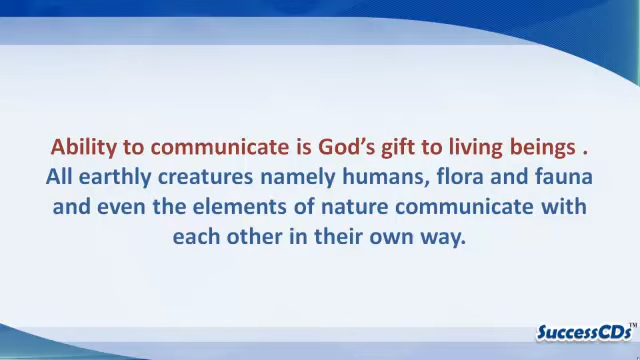 Ability to communicate is God's gift to living beings .
All earthly creatures namely humans, flora and fauna
and even the elements of nature communicate with
each other in their own way.
SuccessCDs™